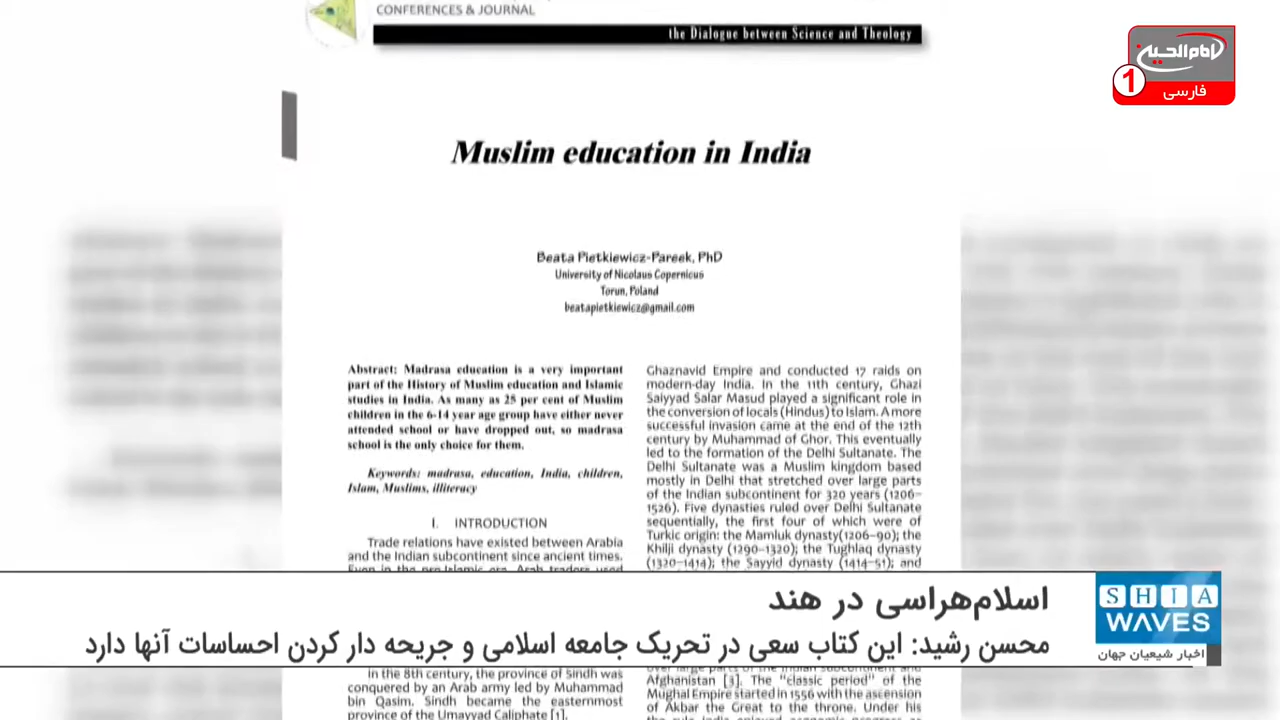 CONFERENCES & JOURNAL
the Dialogue between Science and Theology
امام‌الحسین
1
فارسی
Muslim education in India
Beata Pietkiewicz-Pareek, PhD
University of Nicolaus Copernicus
Torun, Poland
beatapietkiewicz@gmail.com
Abstract: Madrasa education is a very important
part of the History of Muslim education and Islamic
studies in India. As many as 25 per cent of Muslim
children in the 6-14 year age group have either never
attended school or have dropped out, so madrasa
school is the only choice for them.
Keywords: madrasa, education, India, children,
Islam, Muslims, illiteracy
I. INTRODUCTION
Trade relations have existed between Arabia
and the Indian subcontinent since ancient times.
Even in the pre-Islamic era, Arab traders used
In the 8th century, the province of Sindh was
conquered by an Arab army led by Muhammad
bin Qasim. Sindh became the easternmost
province of the Umayyad Caliphate [1].
Ghaznavid Empire and conducted 17 raids on
modern-day India. In the 11th century, Ghazi
Saiyyad Salar Masud played a significant role in
the conversion of locals (Hindus) to Islam. A more
successful invasion came at the end of the 12th
century by Muhammad of Ghor. This eventually
led to the formation of the Delhi Sultanate. The
Delhi Sultanate was a Muslim kingdom based
mostly in Delhi that stretched over large parts
of the Indian subcontinent for 320 years (1206–
1526). Five dynasties ruled over Delhi Sultanate
sequentially, the first four of which were of
Turkic origin: the Mamluk dynasty(1206–90); the
Khilji dynasty (1290–1320); the Tughlaq dynasty
(1320–1414); the Sayyid dynasty (1414–51); and
over large parts of the Indian subcontinent and
Afghanistan [3]. The "classic period" of the
Mughal Empire started in 1556 with the ascension
of Akbar the Great to the throne. Under his
اسلام‌هراسی در هند
محسن رشید: این کتاب سعی در تحریک جامعه اسلامی و جریحه دار کردن احساسات آنها دارد
SHIA
WAVES
اخبار شیعیان جهان